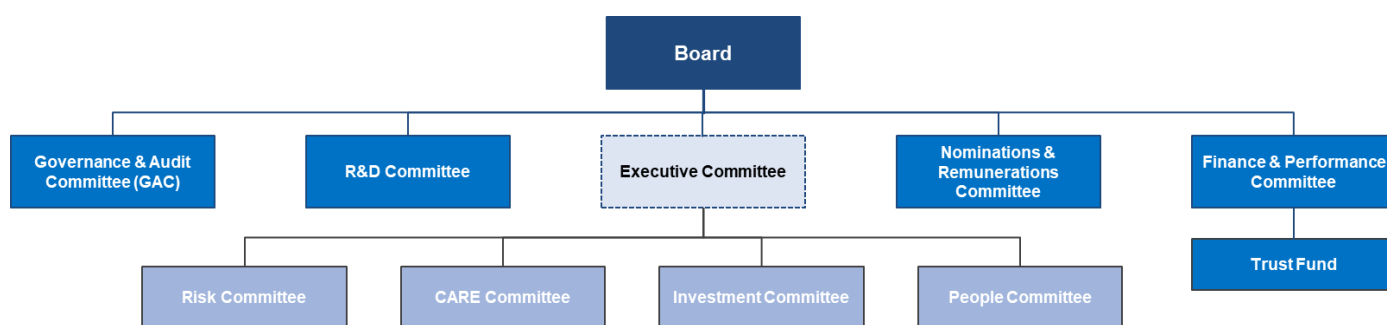 Board
Governance & Audit
Committee (GAC)
R&D Committee
Executive Committee
Nominations &
Remunerations
Committee
Finance & Performance
Committee
Risk Committee
CARE Committee
Investment Committee
People Committee
Trust Fund